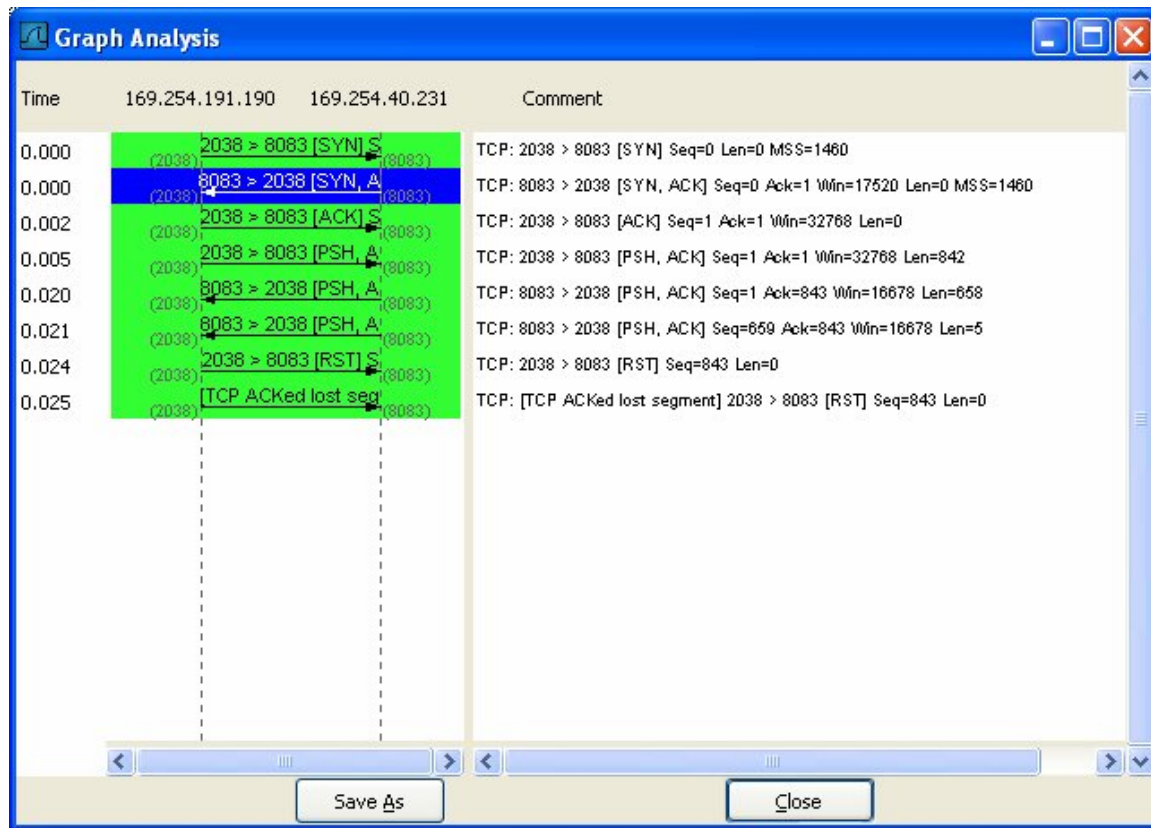 Graph Analysis
Time 169.254.191.190 169.254.40.231 Comment
0.000 (2038) 2038 > 8083 [SYN] S (8083) TCP: 2038 > 8083 [SYN] Seq=0 Len=0 MSS=1460
0.000 (2038) 8083 > 2038 [SYN, A (8083) TCP: 8083 > 2038 [SYN, ACK] Seq=0 Ack=1 Win=17520 Len=0 MSS=1460
0.002 (2038) 2038 > 8083 [ACK] S (8083) TCP: 2038 > 8083 [ACK] Seq=1 Ack=1 Win=32768 Len=0
0.005 (2038) 2038 > 8083 [PSH, A (8083) TCP: 2038 > 8083 [PSH, ACK] Seq=1 Ack=1 Win=32768 Len=842
0.020 (2038) 8083 > 2038 [PSH, A (8083) TCP: 8083 > 2038 [PSH, ACK] Seq=1 Ack=843 Win=16678 Len=658
0.021 (2038) 8083 > 2038 [PSH, A (8083) TCP: 8083 > 2038 [PSH, ACK] Seq=659 Ack=843 Win=16678 Len=5
0.024 (2038) 2038 > 8083 [RST] S (8083) TCP: 2038 > 8083 [RST] Seq=843 Len=0
0.025 (2038) [TCP ACKed lost seg (8083) TCP: [TCP ACKed lost segment] 2038 > 8083 [RST] Seq=843 Len=0
Save As Close